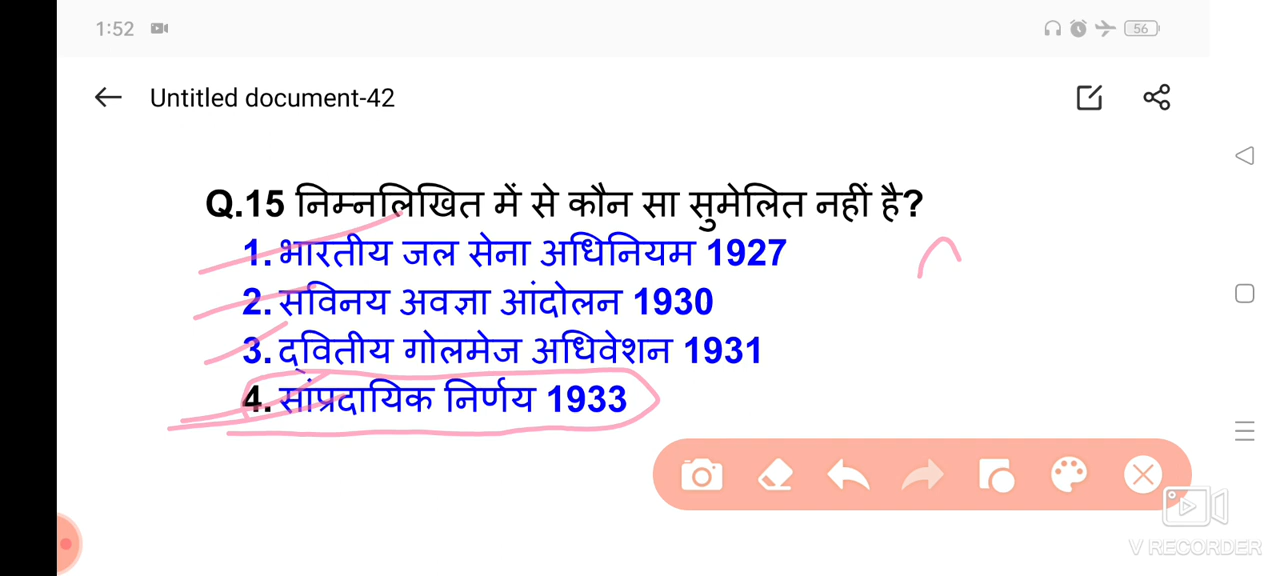 1:52 56
Untitled document-42
Q.15 निम्नलिखित में से कौन सा सुमेलित नहीं है?
1. भारतीय जल सेना अधिनियम 1927
2. सविनय अवज्ञा आंदोलन 1930
3. द्वितीय गोलमेज अधिवेशन 1931
4. सांप्रदायिक निर्णय 1933
V RECORDER